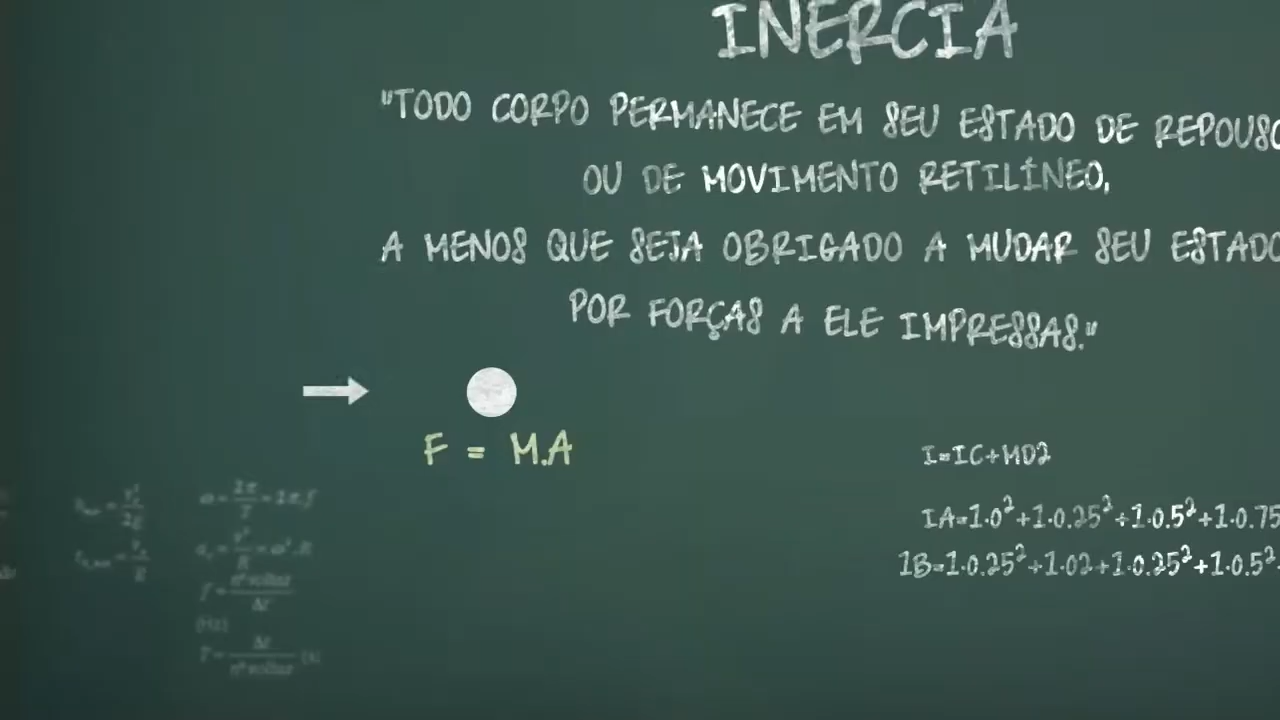 INERCIA
"TODO CORPO PERMANECE EM SEU ESTADO DE REPOUSO
OU DE MOVIMENTO RETILÍNEO,
A MENOS QUE SEJA OBRIGADO A MUDAR SEU ESTADO
POR FORÇAS A ELE IMPRESSAS."
F = M.A
I=IC+MD2
IA=1·0²+1·0.25²+1·0.5²+1·0.75
IB=1·0.25²+1·02+1·0.25²+1·0.5²